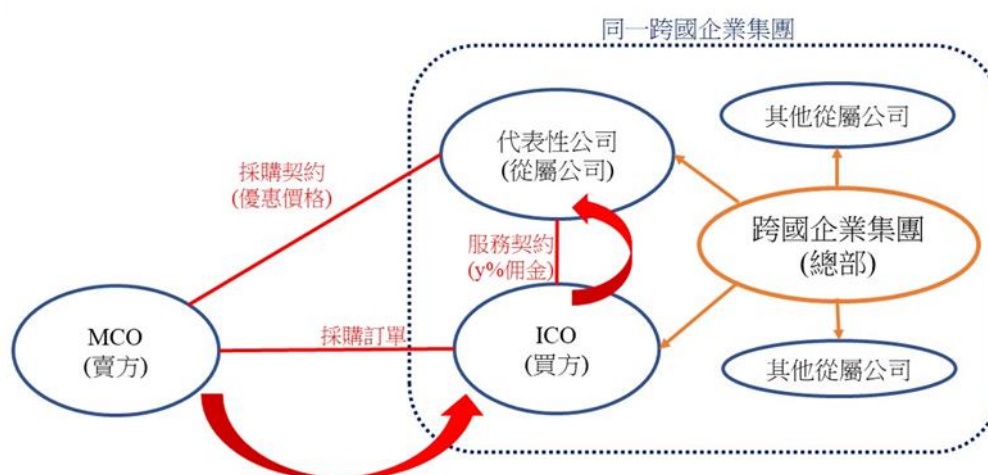 同一跨國企業集團
代表性公司
(從屬公司)
其他從屬公司
採購契約
(優惠價格)
服務契約
(y%佣金)
跨國企業集團
(總部)
MCO
(賣方)
採購訂單
ICO
(買方)
其他從屬公司